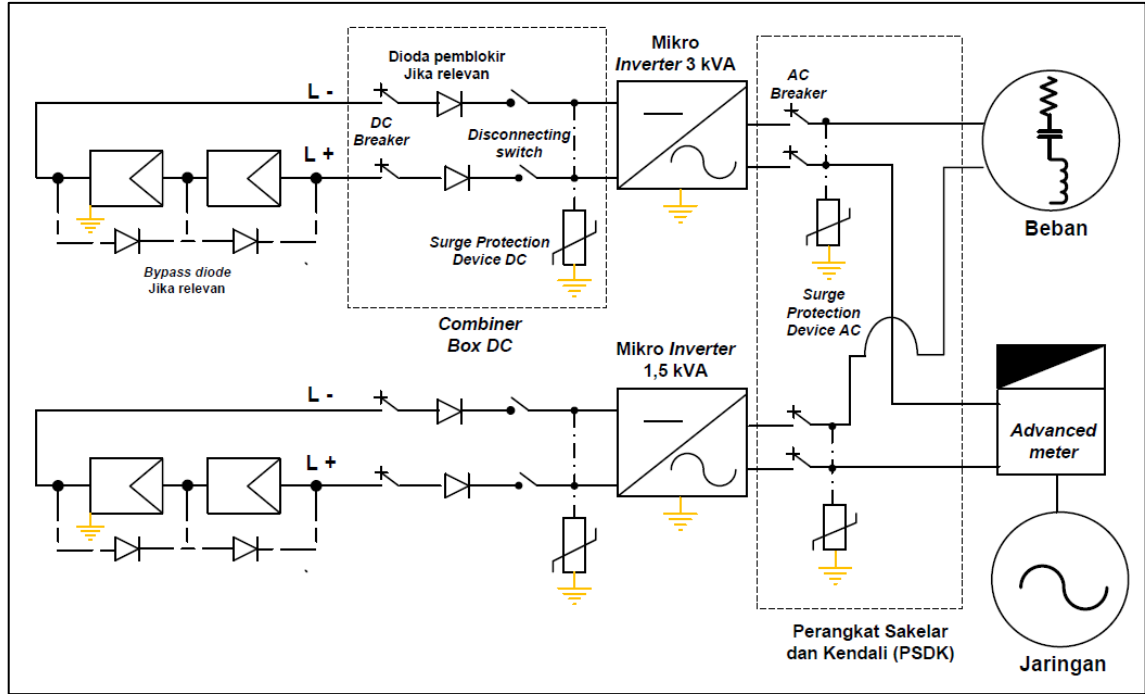 Dioda pemblokir
Jika relevan
Mikro
Inverter 3 kVA
AC
Breaker
L -
DC
Breaker
Disconnecting
switch
L +
Beban
Bypass diode
Jika relevan
Surge Protection
Device DC
Surge
Protection
Device AC
Combiner
Box DC
Mikro Inverter
1,5 kVA
L -
L +
Advanced
meter
Perangkat Sakelar
dan Kendali (PSDK)
Jaringan